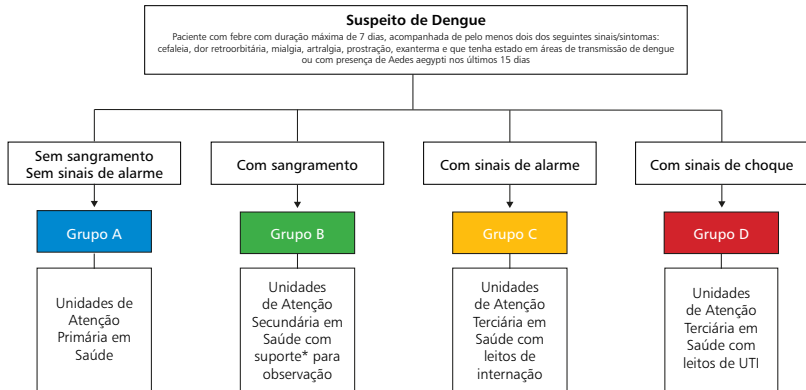 Suspeito de Dengue
Paciente com febre com duração máxima de 7 dias, acompanhada de pelo menos dois dos seguintes sinais/sintomas:
cefaleia, dor retroorbitária, mialgia, artralgia, prostração, exanterma e que tenha estado em áreas de transmissão de dengue
ou com presença de Aedes aegypti nos últimos 15 dias
Sem sangramento
Sem sinais de alarme
Com sangramento
Com sinais de alarme
Com sinais de choque
Grupo A
Grupo B
Grupo C
Grupo D
Unidades de
Atenção
Primária em
Saúde
Unidades
de Atenção
Secundária em
Saúde com
suporte* para
observação
Unidades
de Atenção
Terciária em
Saúde com
leitos de
internação
Unidades
de Atenção
Terciária em
Saúde com
leitos de UTI